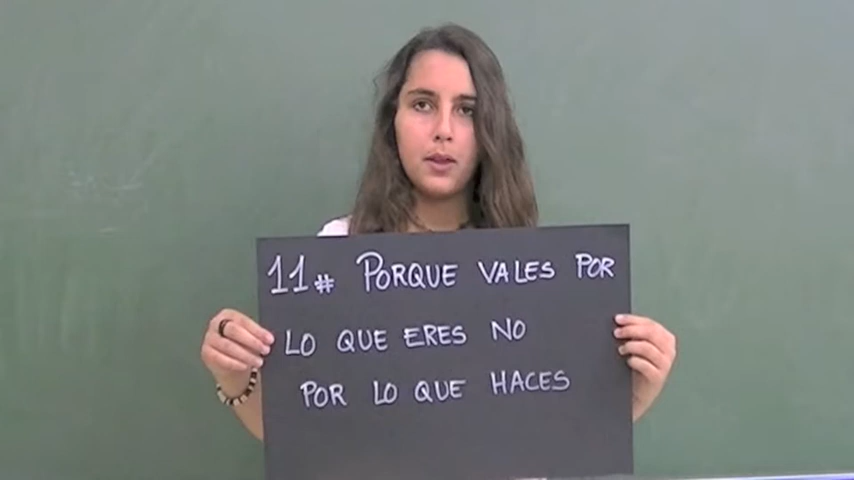 11# PORQUE VALES POR
LO QUE ERES NO
POR LO QUE HACES